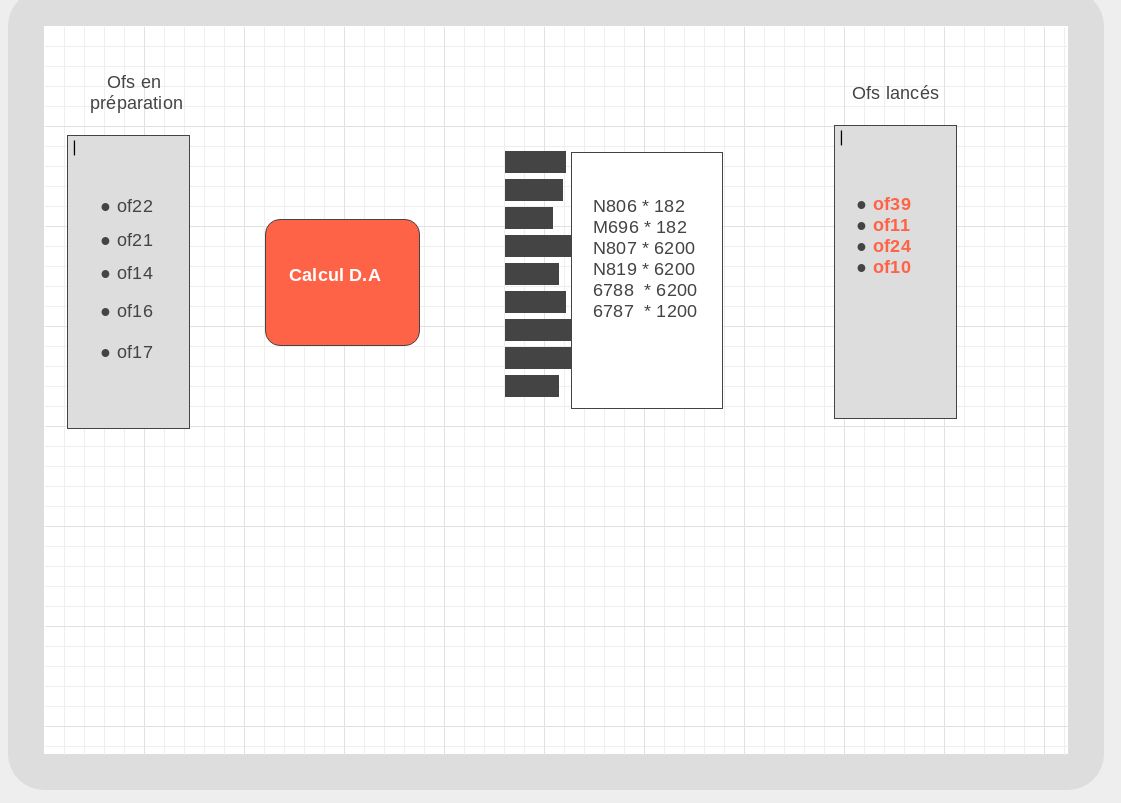 Ofs en
préparation
● of22
● of21
● of14
● of16
● of17
Calcul D.A
N806 * 182
M696 * 182
N807 * 6200
N819 * 6200
6788  * 6200
6787  * 1200
Ofs lancés
● of39
● of11
● of24
● of10